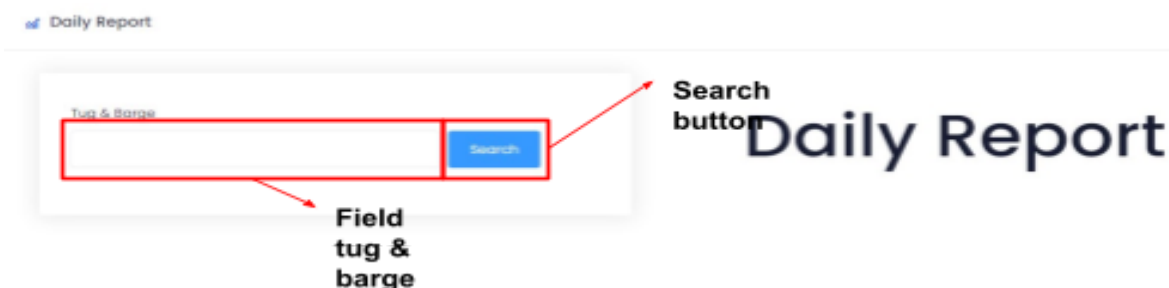 Daily Report
Tug & Barge
Search
Search
button
Daily Report
Field
tug &
barge